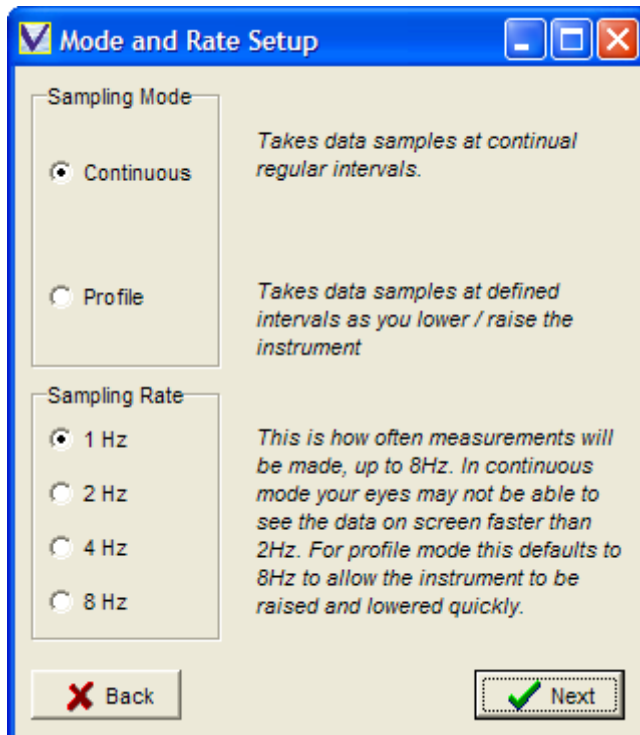 Mode and Rate Setup
Sampling Mode
Continuous
Takes data samples at continual
regular intervals.
Profile
Takes data samples at defined
intervals as you lower / raise the
instrument
Sampling Rate
1 Hz
2 Hz
4 Hz
8 Hz
This is how often measurements will
be made, up to 8Hz. In continuous
mode your eyes may not be able to
see the data on screen faster than
2Hz. For profile mode this defaults to
8Hz to allow the instrument to be
raised and lowered quickly.
Back
Next